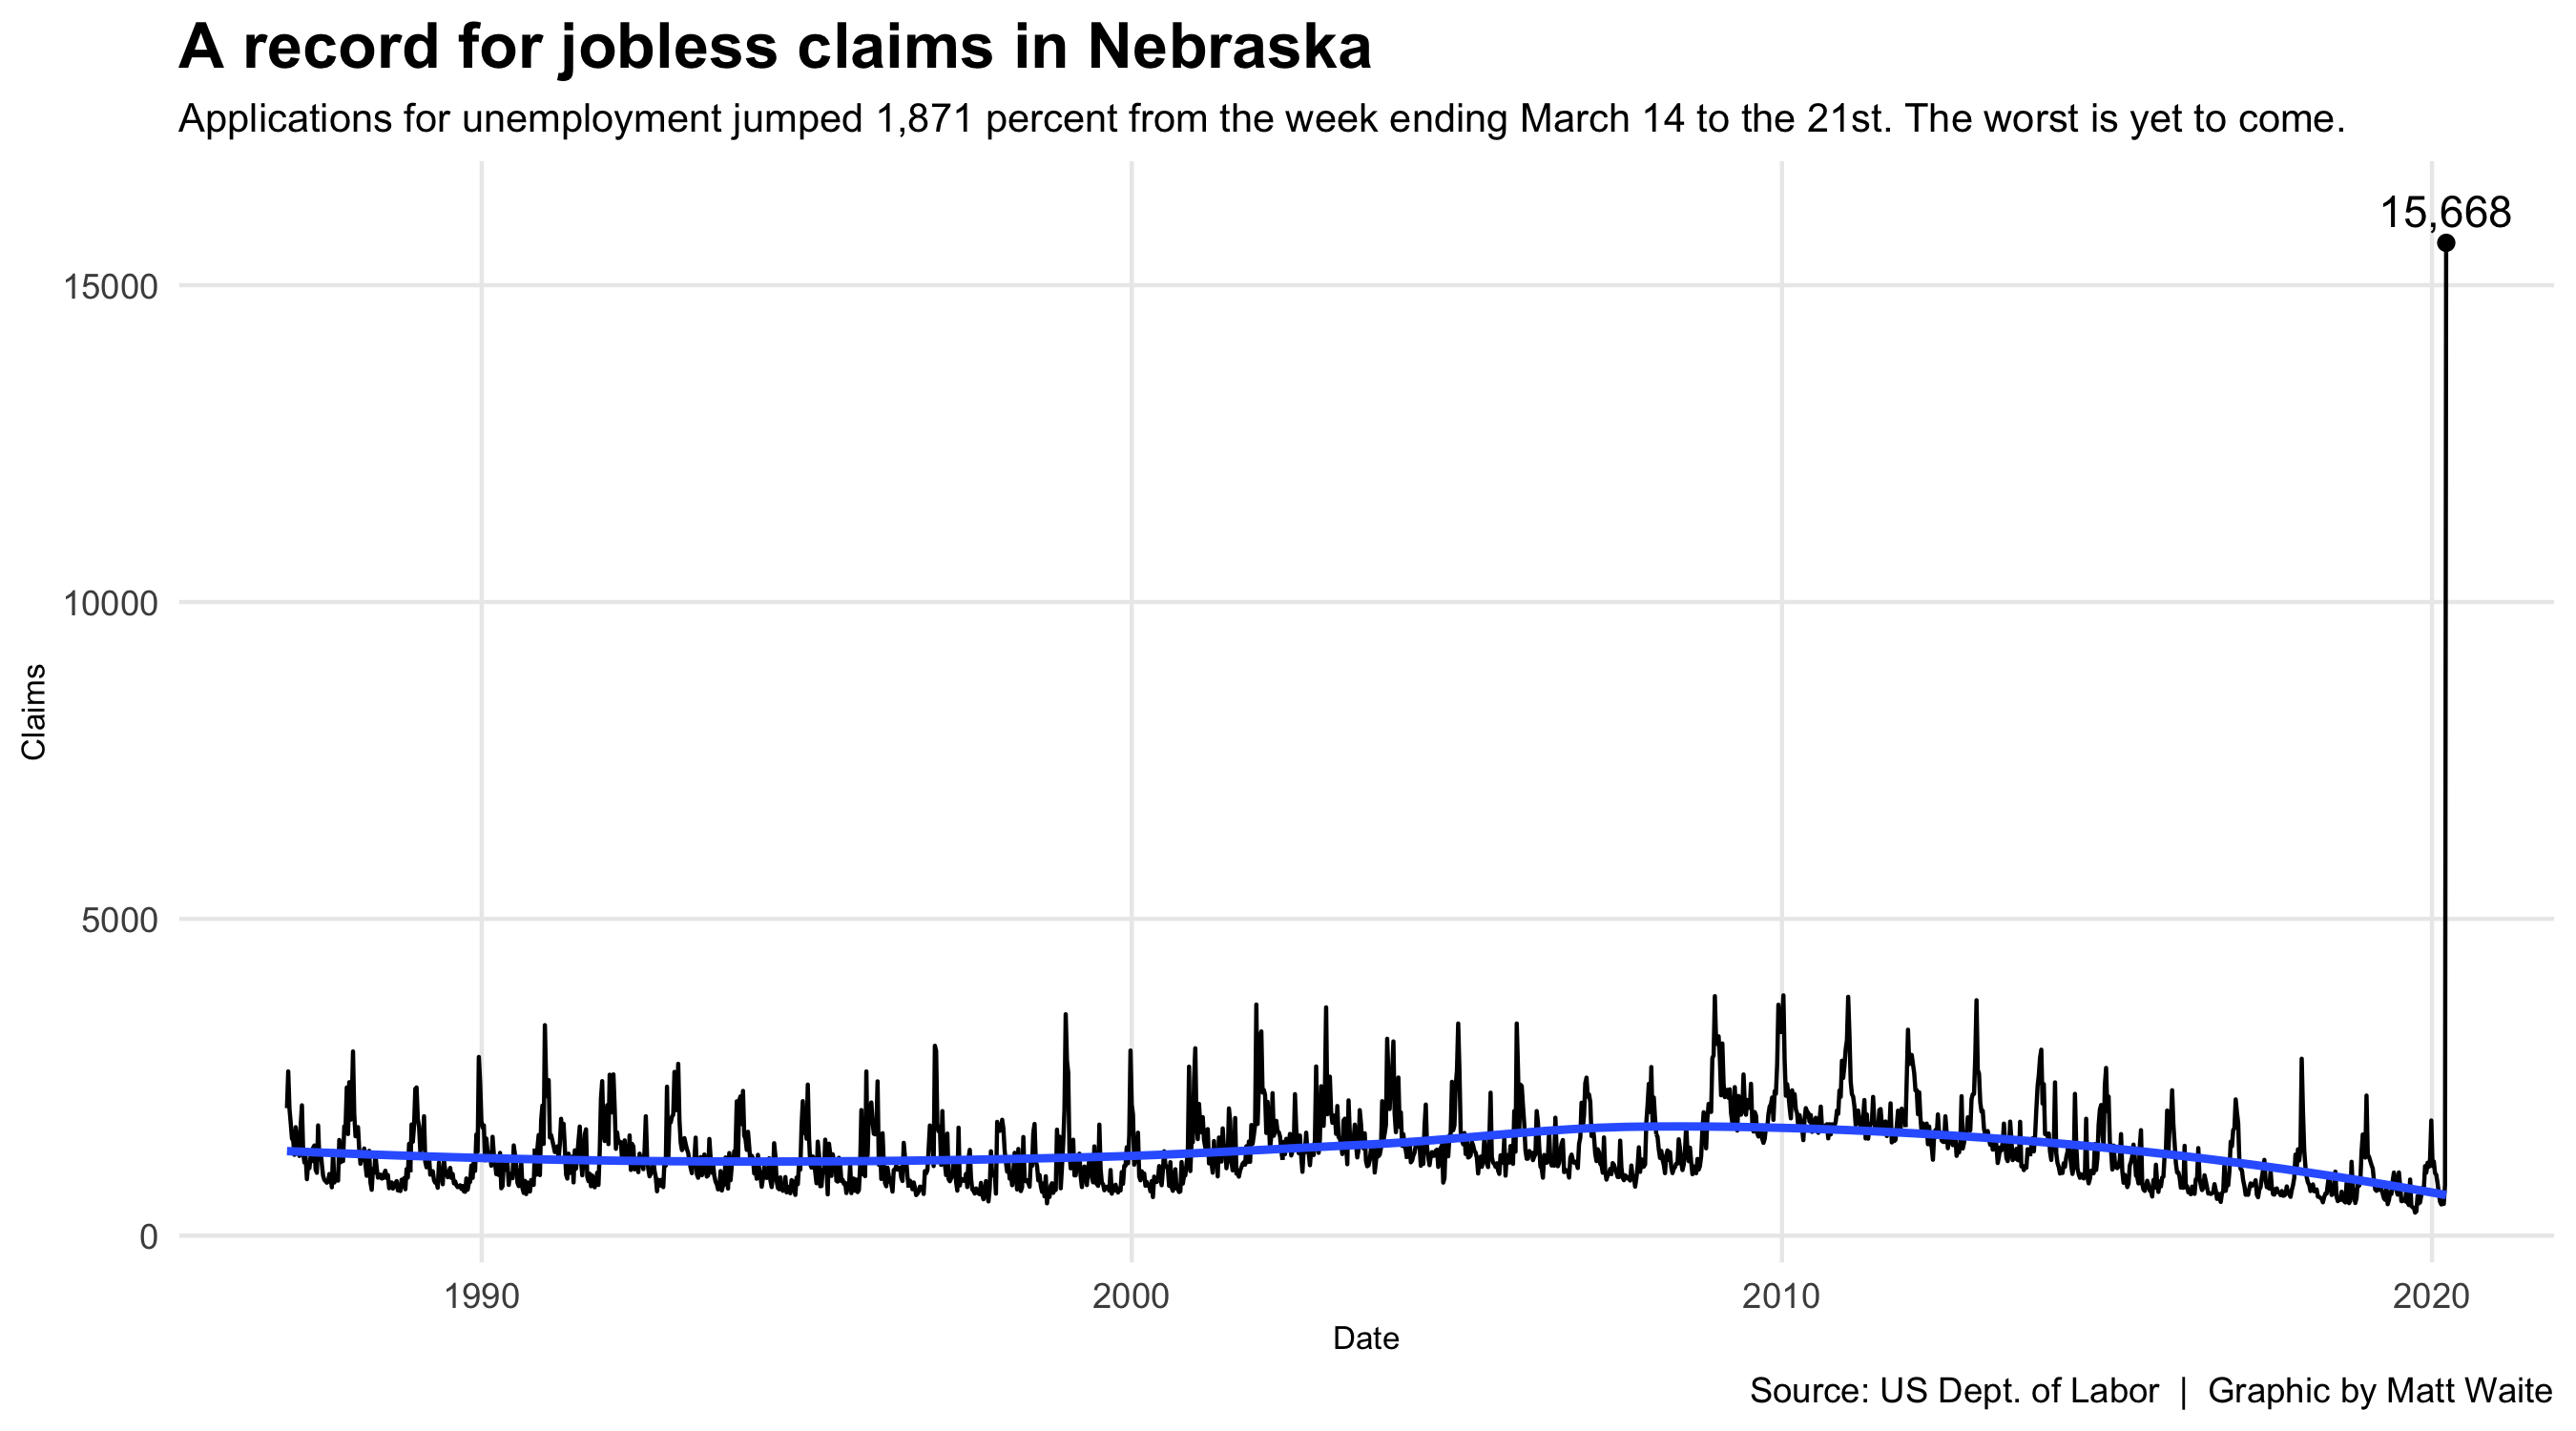 A record for jobless claims in Nebraska
Applications for unemployment jumped 1,871 percent from the week ending March 14 to the 21st. The worst is yet to come.
15,668
15000
10000
5000
0
Claims
1990
2000
2010
2020
Date
Source: US Dept. of Labor | Graphic by Matt Waite